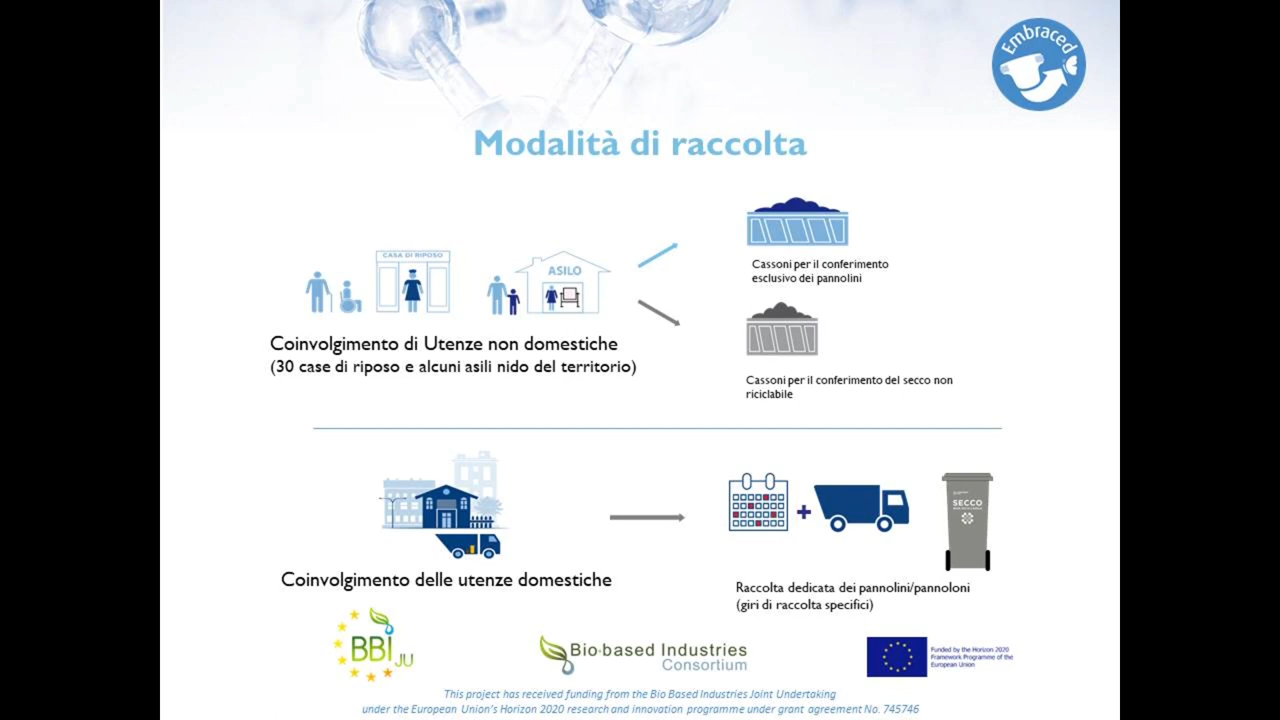 Embraced
Modalità di raccolta
CASA DI RIPOSO
ASILO
Cassoni per il conferimento
esclusivo dei pannolini
Coinvolgimento di Utenze non domestiche
(30 case di riposo e alcuni asili nido del territorio)
Cassoni per il conferimento del secco non
riciclabile
SECCO
Coinvolgimento delle utenze domestiche
Raccolta dedicata dei pannolini/pannoloni
(giri di raccolta specifici)
BBI JU
Bio-based Industries
Consortium
Funded by the Horizon 2020
Framework Programme of the
European Union
This project has received funding from the Bio Based Industries Joint Undertaking
under the European Union's Horizon 2020 research and innovation programme under grant agreement No. 745746